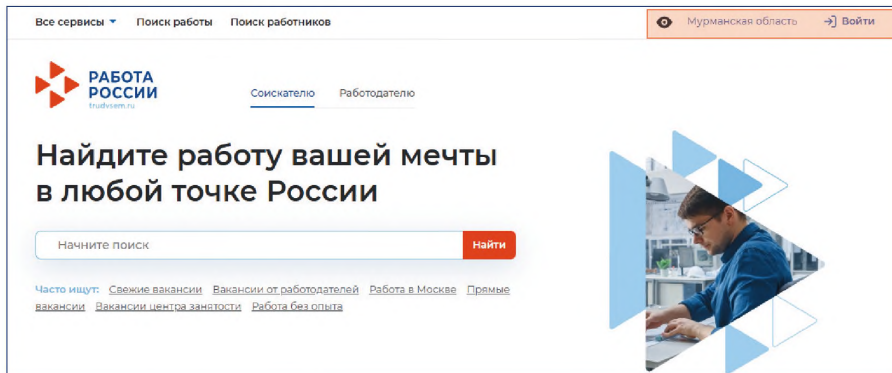 Все сервисы Поиск работы Поиск работников Мурманская область Войти
РАБОТА
РОССИИ
trudvsem.ru
Соискателю Работодателю
Найдите работу вашей мечты
в любой точке России
Начните поиск Найти
Часто ищут: Свежие вакансии Вакансии от работодателей Работа в Москве Прямые
вакансии Вакансии центра занятости Работа без опыта